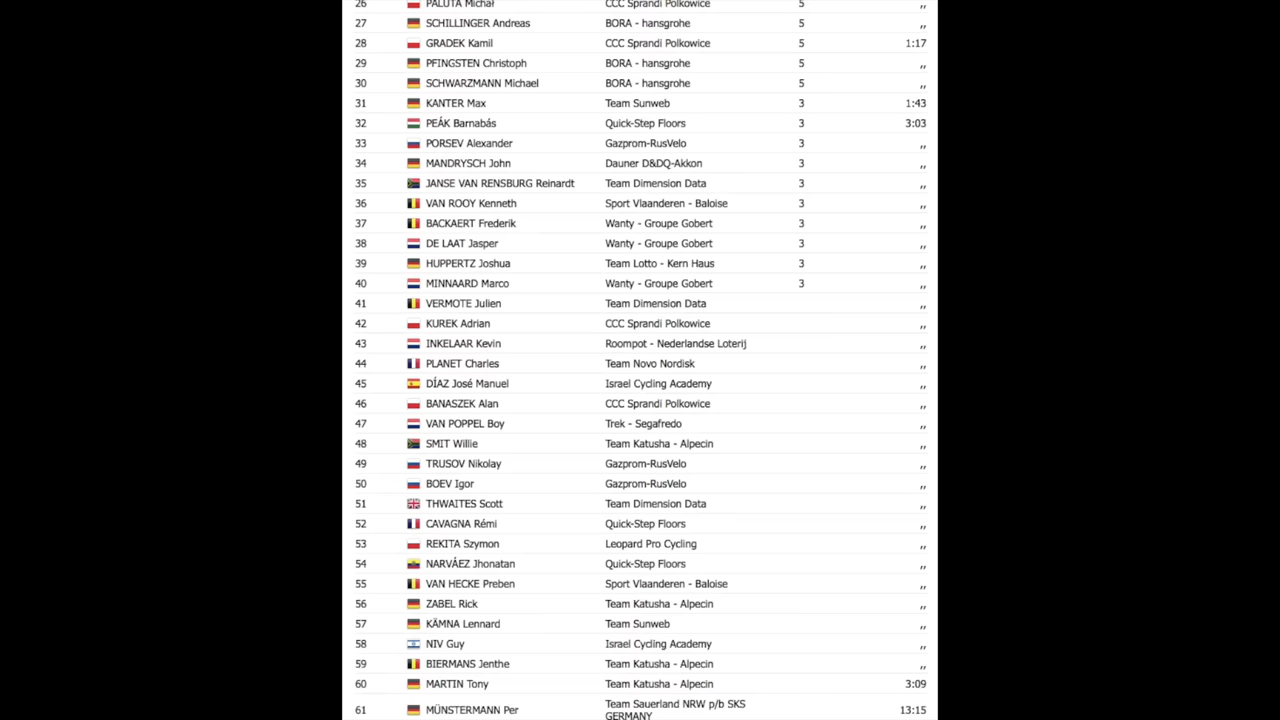 26 PALUTA Michał CCC Sprandi Polkowice 5 ,,
27 SCHILLINGER Andreas BORA - hansgrohe 5 ,,
28 GRADEK Kamil CCC Sprandi Polkowice 5 1:17
29 PFINGSTEN Christoph BORA - hansgrohe 5 ,,
30 SCHWARZMANN Michael BORA - hansgrohe 5 ,,
31 KANTER Max Team Sunweb 3 1:43
32 PEÁK Barnabás Quick-Step Floors 3 3:03
33 PORSEV Alexander Gazprom-RusVelo 3 ,,
34 MANDRYSCH John Dauner D&DQ-Akkon 3 ,,
35 JANSE VAN RENSBURG Reinardt Team Dimension Data 3 ,,
36 VAN ROOY Kenneth Sport Vlaanderen - Baloise 3 ,,
37 BACKAERT Frederik Wanty - Groupe Gobert 3 ,,
38 DE LAAT Jasper Wanty - Groupe Gobert 3 ,,
39 HUPPERTZ Joshua Team Lotto - Kern Haus 3 ,,
40 MINNAARD Marco Wanty - Groupe Gobert 3 ,,
41 VERMOTE Julien Team Dimension Data ,,
42 KUREK Adrian CCC Sprandi Polkowice ,,
43 INKELAAR Kevin Roompot - Nederlandse Loterij ,,
44 PLANET Charles Team Novo Nordisk ,,
45 DÍAZ José Manuel Israel Cycling Academy ,,
46 BANASZEK Alan CCC Sprandi Polkowice ,,
47 VAN POPPEL Boy Trek - Segafredo ,,
48 SMIT Willie Team Katusha - Alpecin ,,
49 TRUSOV Nikolay Gazprom-RusVelo ,,
50 BOEV Igor Gazprom-RusVelo ,,
51 THWAITES Scott Team Dimension Data ,,
52 CAVAGNA Rémi Quick-Step Floors ,,
53 REKITA Szymon Leopard Pro Cycling ,,
54 NARVÁEZ Jhonatan Quick-Step Floors ,,
55 VAN HECKE Preben Sport Vlaanderen - Baloise ,,
56 ZABEL Rick Team Katusha - Alpecin ,,
57 KÄMNA Lennard Team Sunweb ,,
58 NIV Guy Israel Cycling Academy ,,
59 BIERMANS Jenthe Team Katusha - Alpecin ,,
60 MARTIN Tony Team Katusha - Alpecin 3:09
61 MÜNSTERMANN Per Team Sauerland NRW p/b SKS 13:15
GERMANY